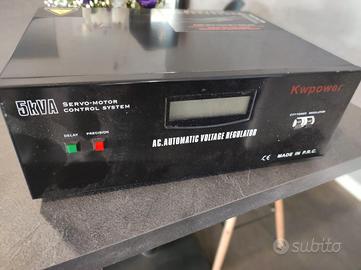 5kVA SERVO-MOTOR CONTROL SYSTEM
Kwpower
DELAY PRECISION
AC.AUTOMATIC VOLTAGE REGULATOR
CE MADE IN P.R.C.
subito